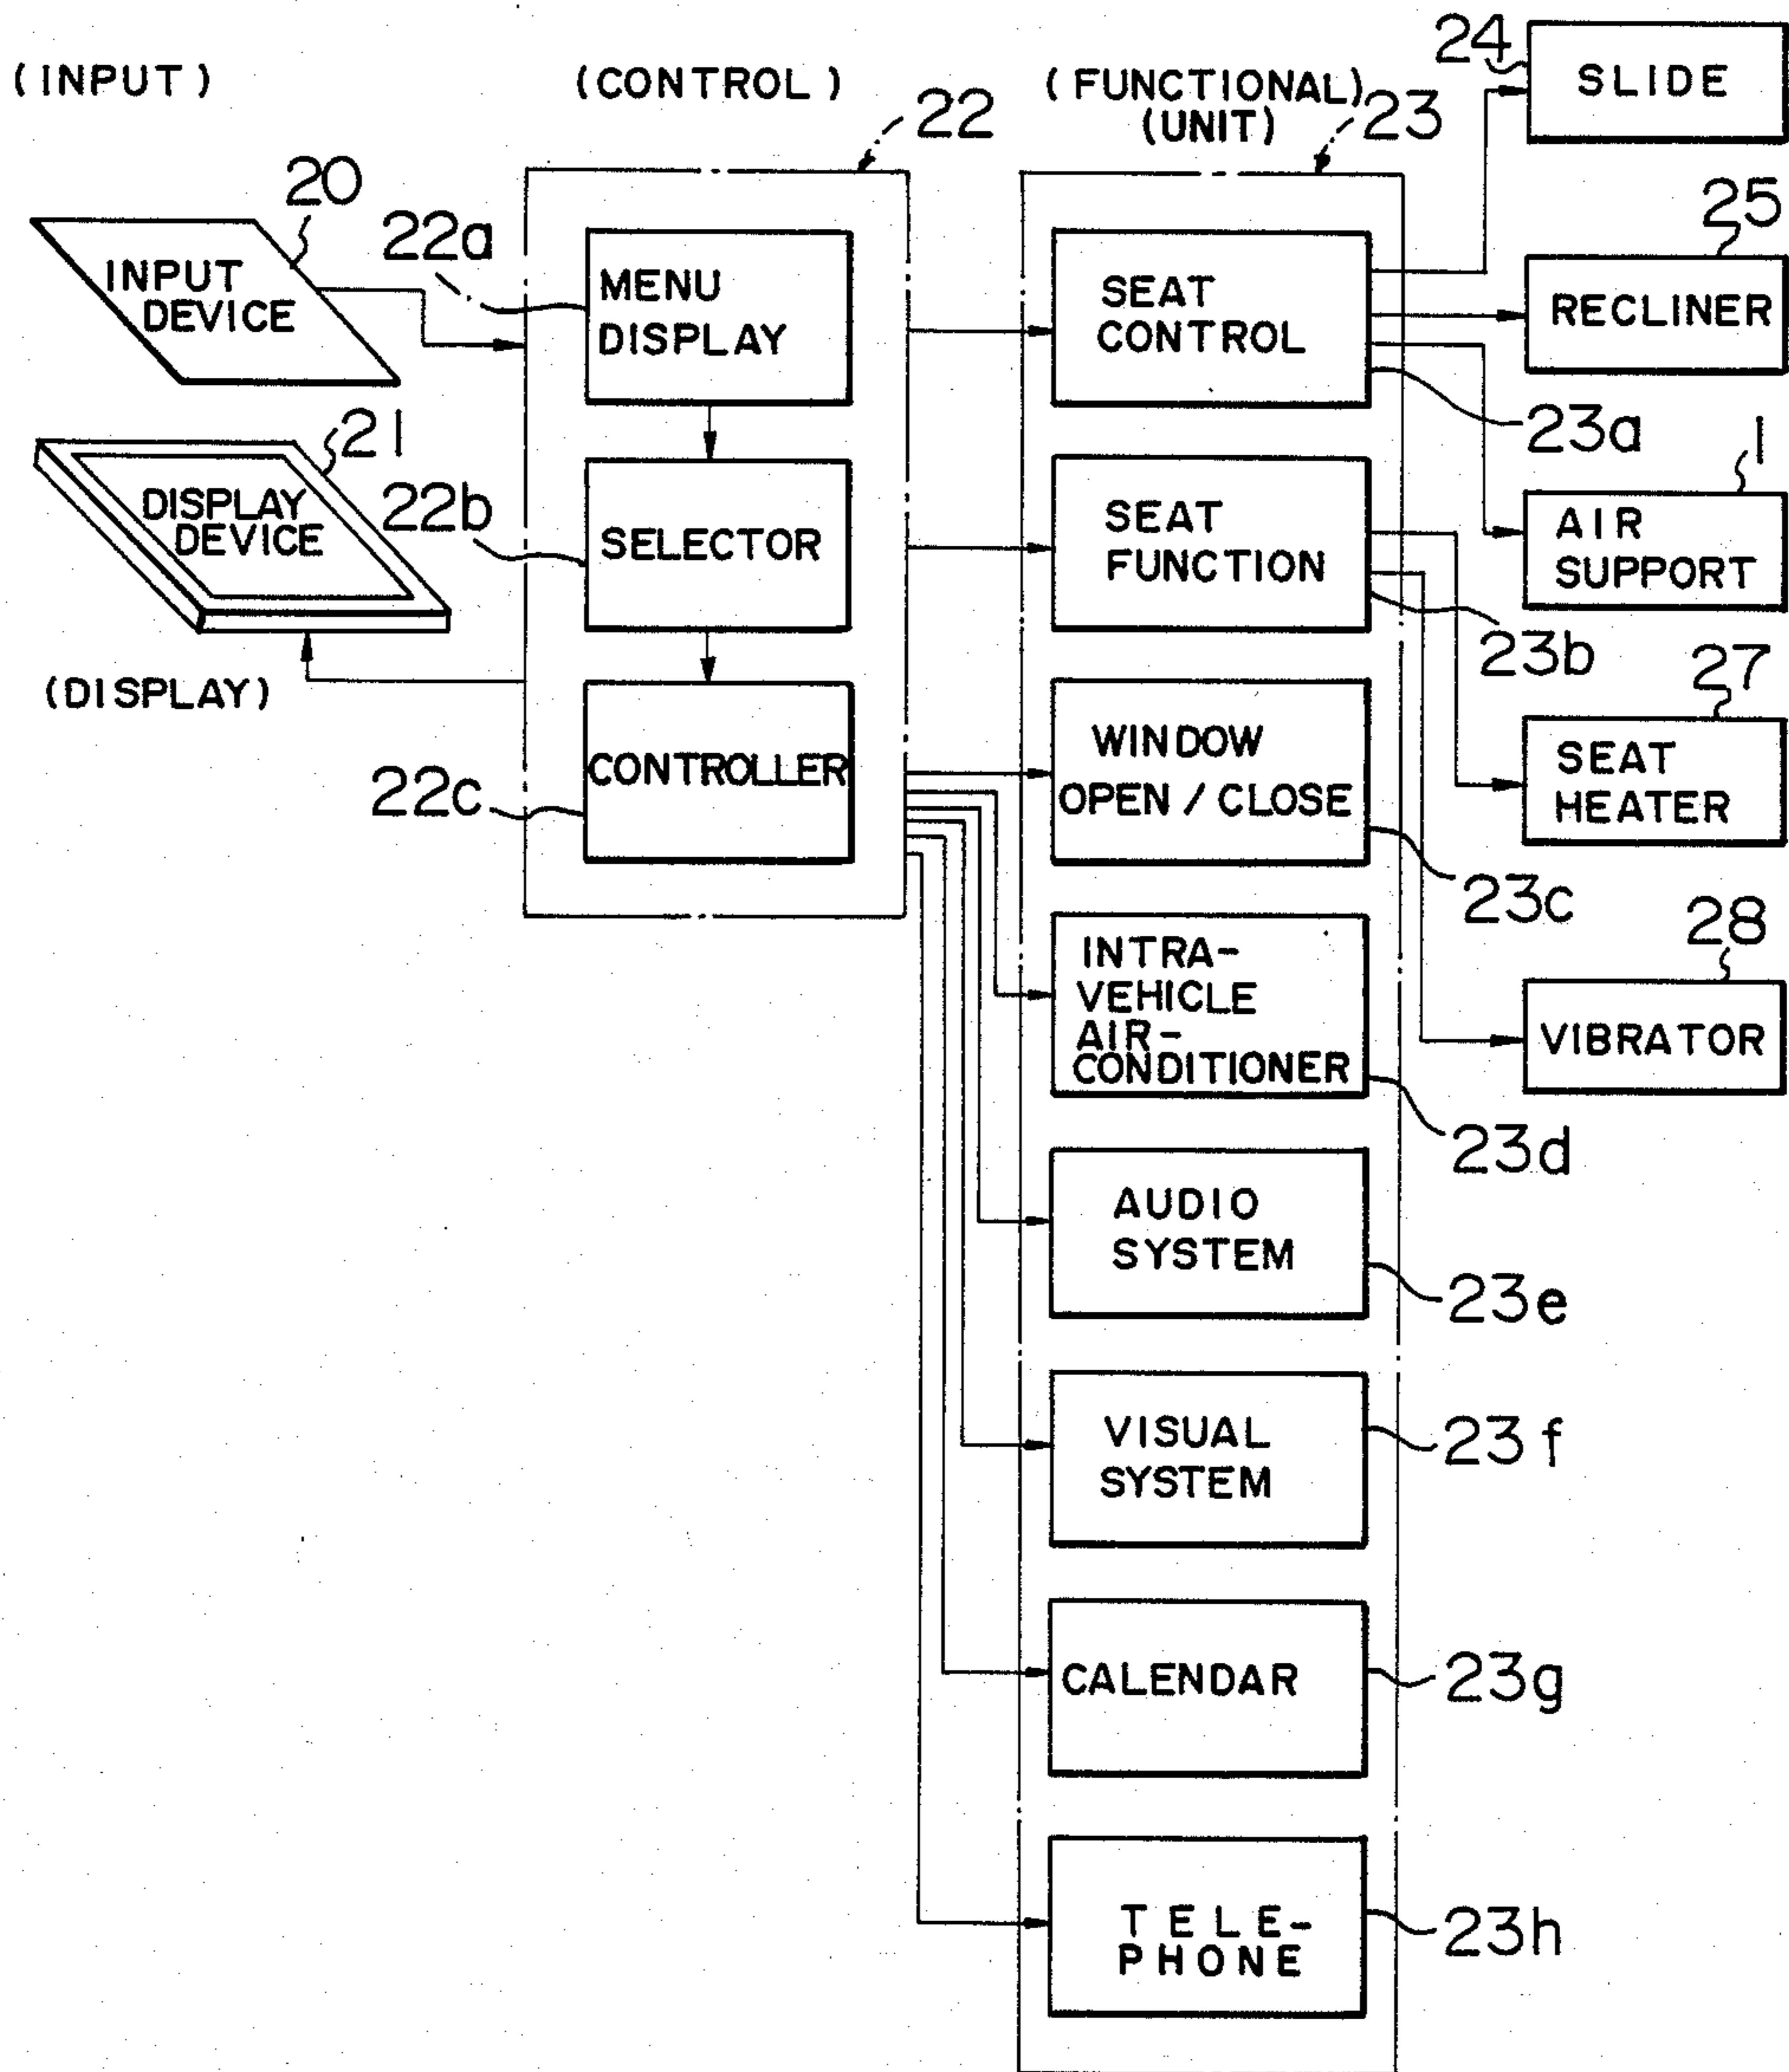 (INPUT)
(CONTROL)
(FUNCTIONAL)
(UNIT)
22
23
24
SLIDE
20
INPUT
DEVICE
22a
MENU
DISPLAY
SEAT
CONTROL
23a
25
RECLINER
21
DISPLAY
DEVICE
(DISPLAY)
22b
SELECTOR
SEAT
FUNCTION
23b
1
AIR
SUPPORT
22c
CONTROLLER
WINDOW
OPEN / CLOSE
23c
27
SEAT
HEATER
INTRA-
VEHICLE
AIR-
CONDITIONER
23d
28
VIBRATOR
AUDIO
SYSTEM
23e
VISUAL
SYSTEM
23f
CALENDAR
23g
TELE-
PHONE
23h